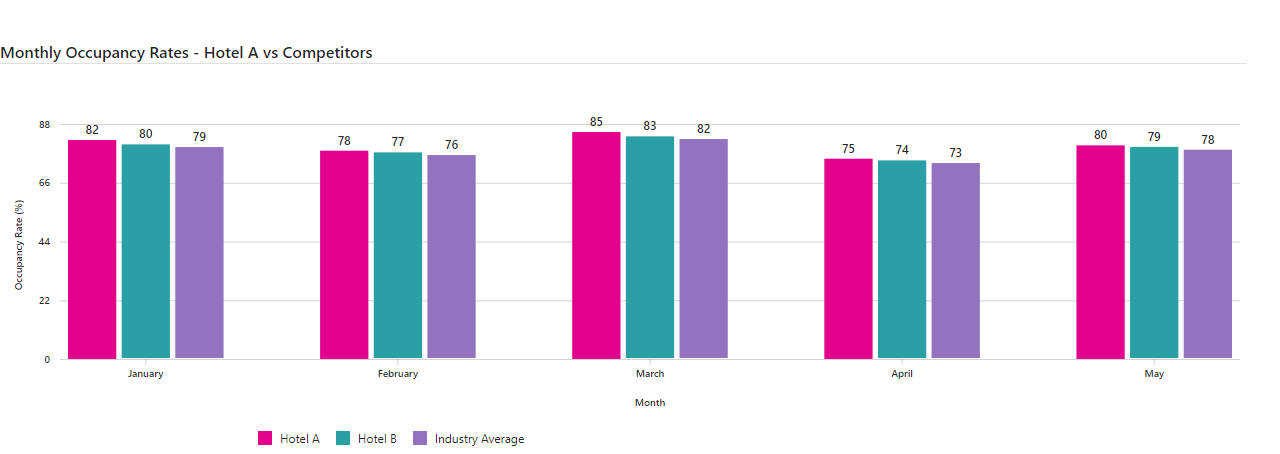 Monthly Occupancy Rates - Hotel A vs Competitors
88
66
44
22
0
Occupancy Rate (%)
82 80 79
78 77 76
85 83 82
75 74 73
80 79 78
January February March April May
Month
Hotel A Hotel B Industry Average